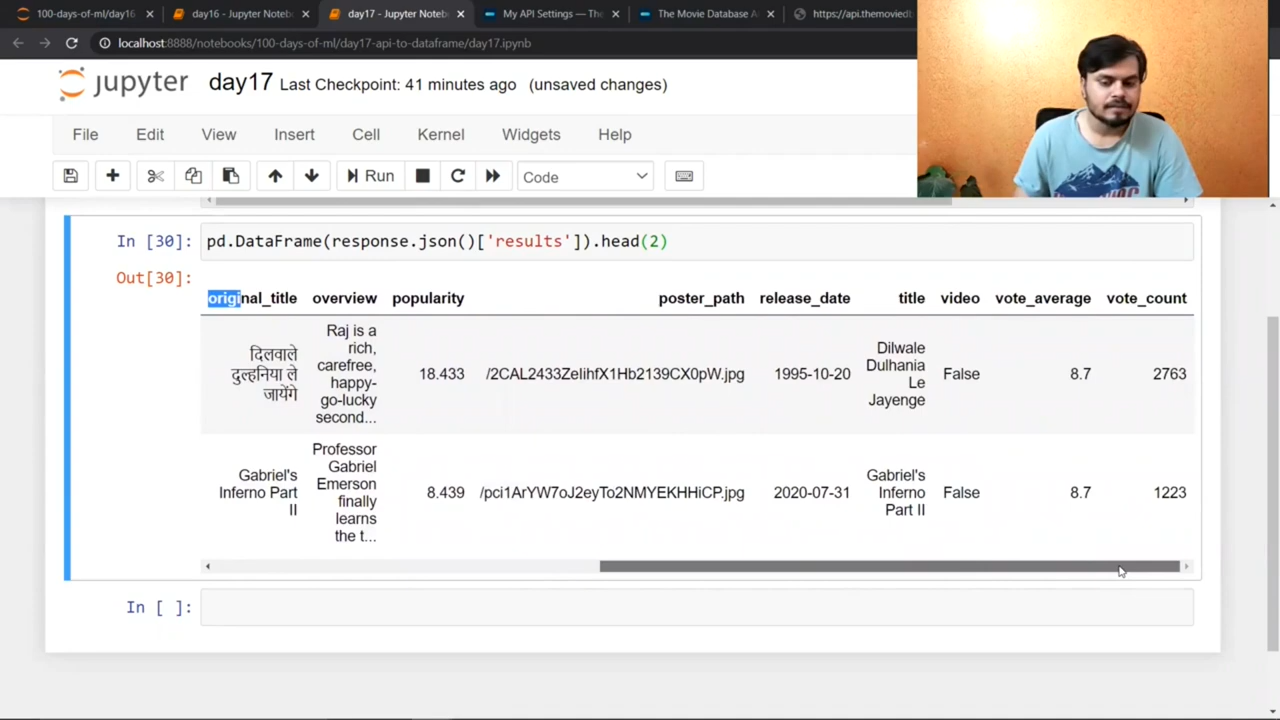 100-days-of-ml/day16
day16 - Jupyter Noteb
day17 - Jupyter Noteb
My API Settings — The
The Movie Database A
https://api.themovied
localhost:8888/notebooks/100-days-of-ml/day17-api-to-dataframe/day17.ipynb
jupyter day17 Last Checkpoint: 41 minutes ago (unsaved changes)
File Edit View Insert Cell Kernel Widgets Help
Run Code
In [30]: pd.DataFrame(response.json()['results']).head(2)
Out[30]:
original_title overview popularity poster_path release_date title video vote_average vote_count
दिलवाले दुल्हनिया ले जायेंगे Raj is a rich, carefree, happy-go-lucky second... 18.433 /2CAL2433ZeIihfX1Hb2139CX0pW.jpg 1995-10-20 Dilwale Dulhania Le Jayenge False 8.7 2763
Gabriel's Inferno Part II Professor Gabriel Emerson finally learns the t... 8.439 /pci1ArYW7oJ2eyTo2NMYEKHHiCP.jpg 2020-07-31 Gabriel's Inferno Part II False 8.7 1223
In [ ]: